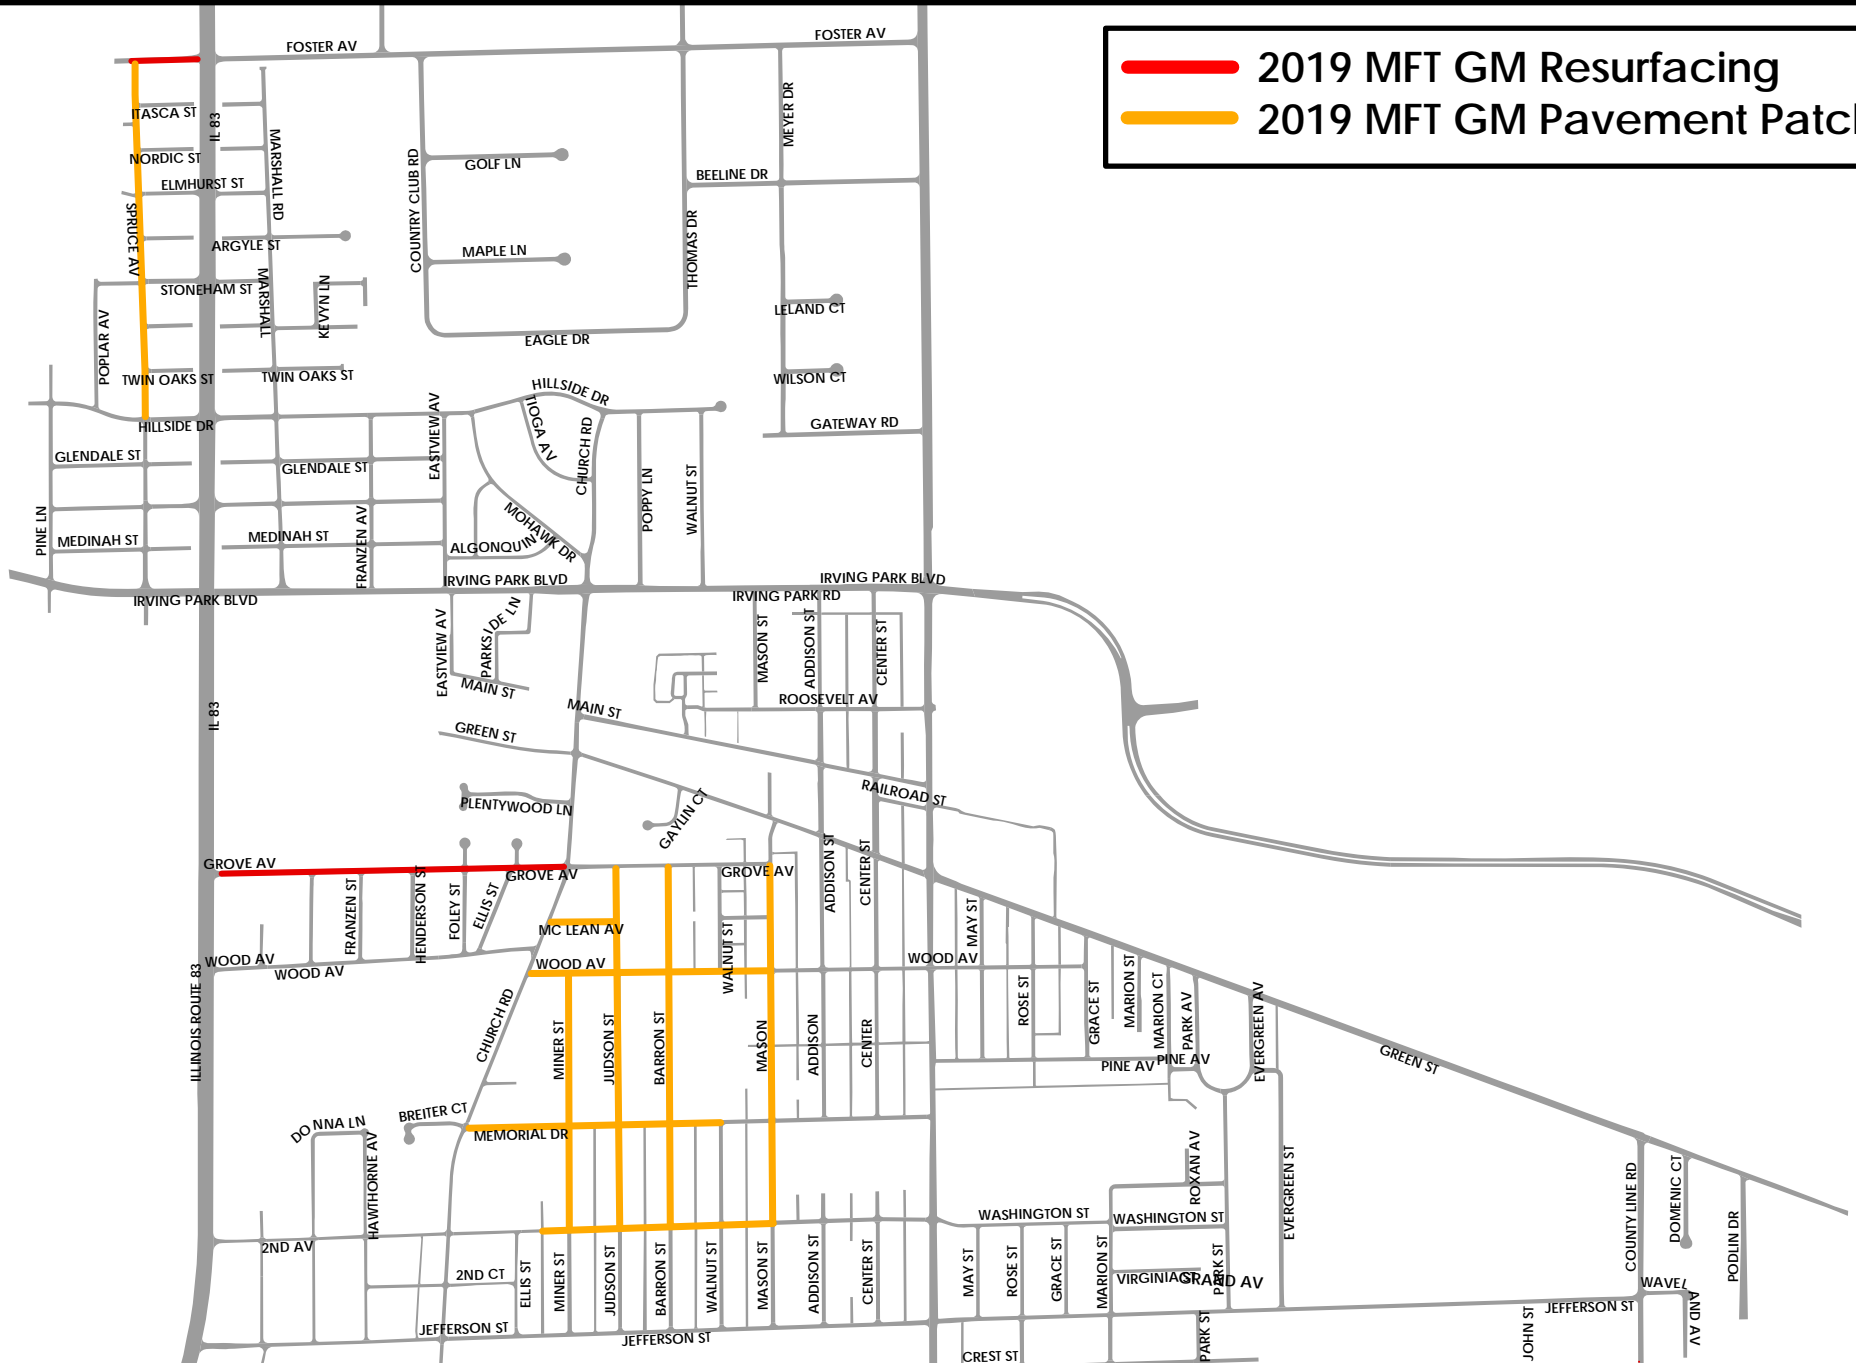 FOSTER AV
FOSTER AV
2019 MFT GM Resurfacing
2019 MFT GM Pavement Patc
ITASCA ST
IL 83
MEYER DR
NORDIC ST
MARSHALL RD
GOLF LN
ELMHURST ST
BEELINE DR
COUNTRY CLUB RD
SPRUCE AV
ARGYLE ST
MAPLE LN
THOMAS DR
STONEHAM ST
MARSHALL
KEVYN LN
LELAND CT
POPLAR AV
EAGLE DR
TWIN OAKS ST
TWIN OAKS ST
WILSON CT
HILLSIDE DR
HILLSIDE DR
EASTVIEW AV
TIOGA AV
CHURCH RD
GATEWAY RD
GLENDALE ST
GLENDALE ST
POPPY LN
WALNUT ST
PINE LN
MEDINAH ST
MEDINAH ST
FRANZEN AV
MOHAWK DR
ALGONQUIN
IRVING PARK BLVD
IRVING PARK BLVD
IRVING PARK BLVD
IRVING PARK RD
EASTVIEW AV
PARKSIDE LN
MASON ST
ADDISON ST
CENTER ST
MAIN ST
IL 83
MAIN ST
ROOSEVELT AV
GREEN ST
PLENTYWOOD LN
GAYLIN CT
RAILROAD ST
GROVE AV
GROVE AV
GROVE AV
FRANZEN ST
HENDERSON ST
FOLEY ST
ELLIS ST
ADDISON ST
CENTER ST
MC LEAN AV
WALNUT ST
MAY ST
WOOD AV
WOOD AV
WOOD AV
WOOD AV
ILLINOIS ROUTE 83
CHURCH RD
MINER ST
JUDSON ST
BARRON ST
MASON
ADDISON
CENTER
ROSE ST
GRACE ST
MARION ST
MARION CT
PARK AV
EVERGREEN AV
PINE AV
PINE AV
GREEN ST
DONNA LN
BREITER CT
HAWTHORNE AV
MEMORIAL DR
ROXAN AV
EVERGREEN ST
COUNTY LINE RD
DOMENIC CT
PODLIN DR
WASHINGTON ST
WASHINGTON ST
2ND AV
2ND CT
ELLIS ST
MINER ST
JUDSON ST
BARRON ST
WALNUT ST
MASON ST
ADDISON ST
CENTER ST
MAY ST
ROSE ST
GRACE ST
MARION ST
VIRGINIA ST
PARK ST
GRAND AV
WAVELAND AV
JEFFERSON ST
JEFFERSON ST
JEFFERSON ST
CREST ST
PARK ST
JOHN ST